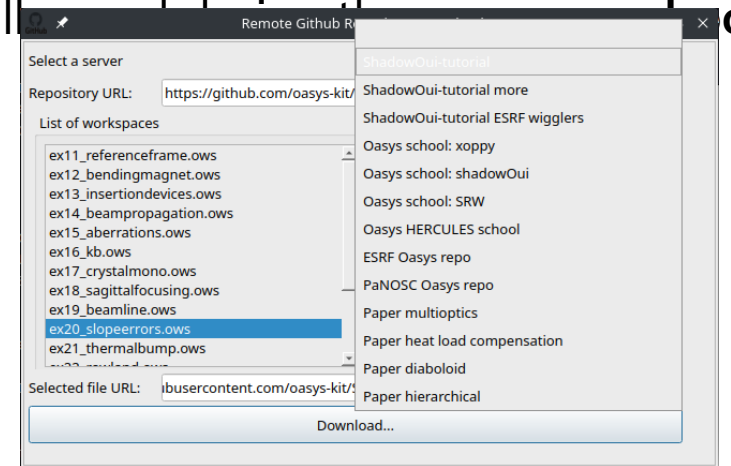 Remote Github R
Select a server
Repository URL: https://github.com/oasys-kit/
List of workspaces
ex11_referenceframe.ows
ex12_bendingmagnet.ows
ex13_insertiondevices.ows
ex14_beampropagation.ows
ex15_aberrations.ows
ex16_kb.ows
ex17_crystalmono.ows
ex18_sagittalfocusing.ows
ex19_beamline.ows
ex20_slopeerrors.ows
ex21_thermalbump.ows
Selected file URL: ubusercontent.com/oasys-kit/S
Download...
ShadowOui-tutorial
ShadowOui-tutorial more
ShadowOui-tutorial ESRF wigglers
Oasys school: xoppy
Oasys school: shadowOui
Oasys school: SRW
Oasys HERCULES school
ESRF Oasys repo
PaNOSC Oasys repo
Paper multioptics
Paper heat load compensation
Paper diaboloid
Paper hierarchical